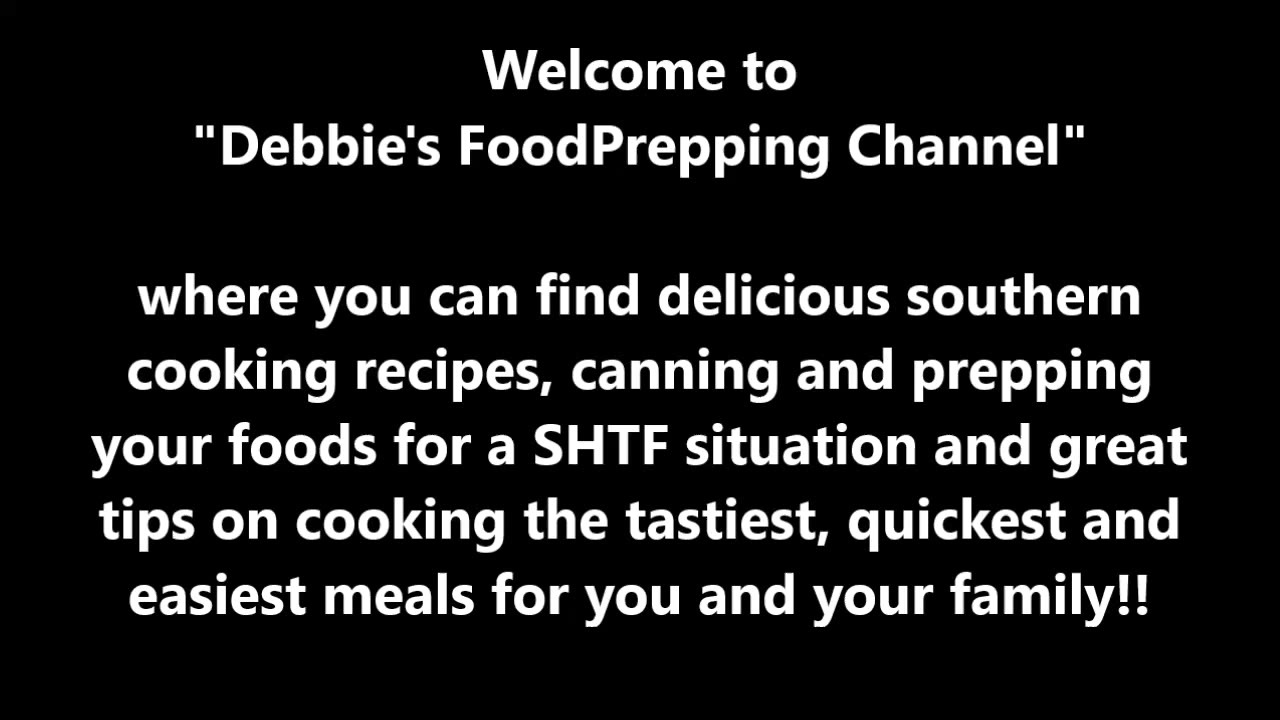 Welcome to
"Debbie's FoodPrepping Channel"
where you can find delicious southern
cooking recipes, canning and prepping
your foods for a SHTF situation and great
tips on cooking the tastiest, quickest and
easiest meals for you and your family!!